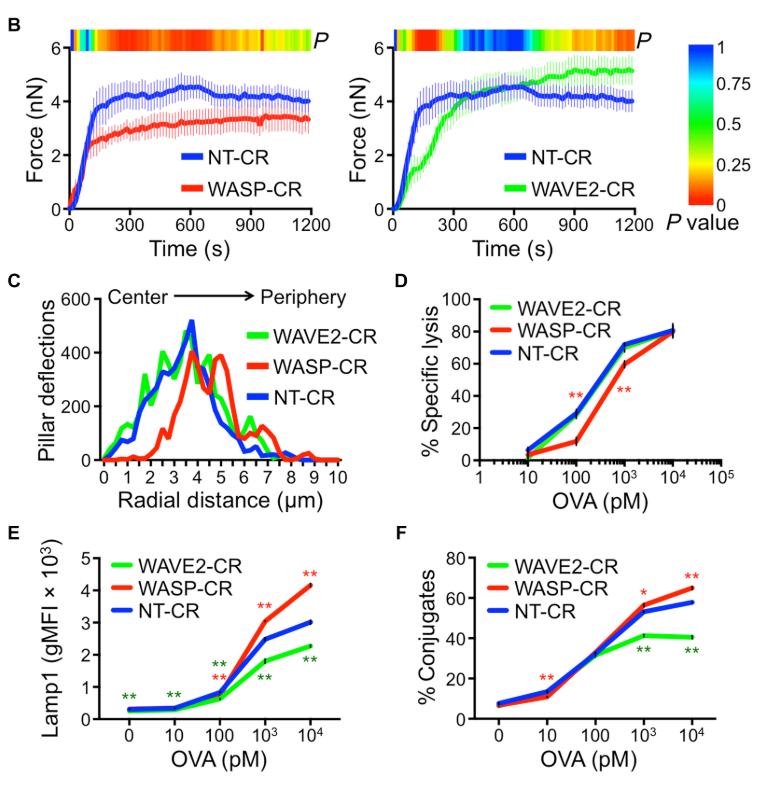 B
P
P
6
4
2
0
Force (nN)
NT-CR
WASP-CR
0 300 600 900 1200
Time (s)
6
4
2
0
Force (nN)
NT-CR
WAVE2-CR
0 300 600 900 1200
Time (s)
1
0.75
0.5
0.25
0
P value
C
600
400
200
0
Pillar deflections
Center
Periphery
WAVE2-CR
WASP-CR
NT-CR
0 1 2 3 4 5 6 7 8 9 10
Radial distance (µm)
D
100
80
60
40
20
0
% Specific lysis
WAVE2-CR
WASP-CR
NT-CR
**
**
1 10 100 10³ 10⁴ 10⁵
OVA (pM)
E
5
4
3
2
1
0
Lamp1 (gMFI × 10³)
WAVE2-CR
WASP-CR
NT-CR
**
**
**
**
**
**
**
**
0 10 100 10³ 10⁴
OVA (pM)
F
80
60
40
20
0
% Conjugates
WAVE2-CR
WASP-CR
NT-CR
**
*
**
**
**
0 10 100 10³ 10⁴
OVA (pM)